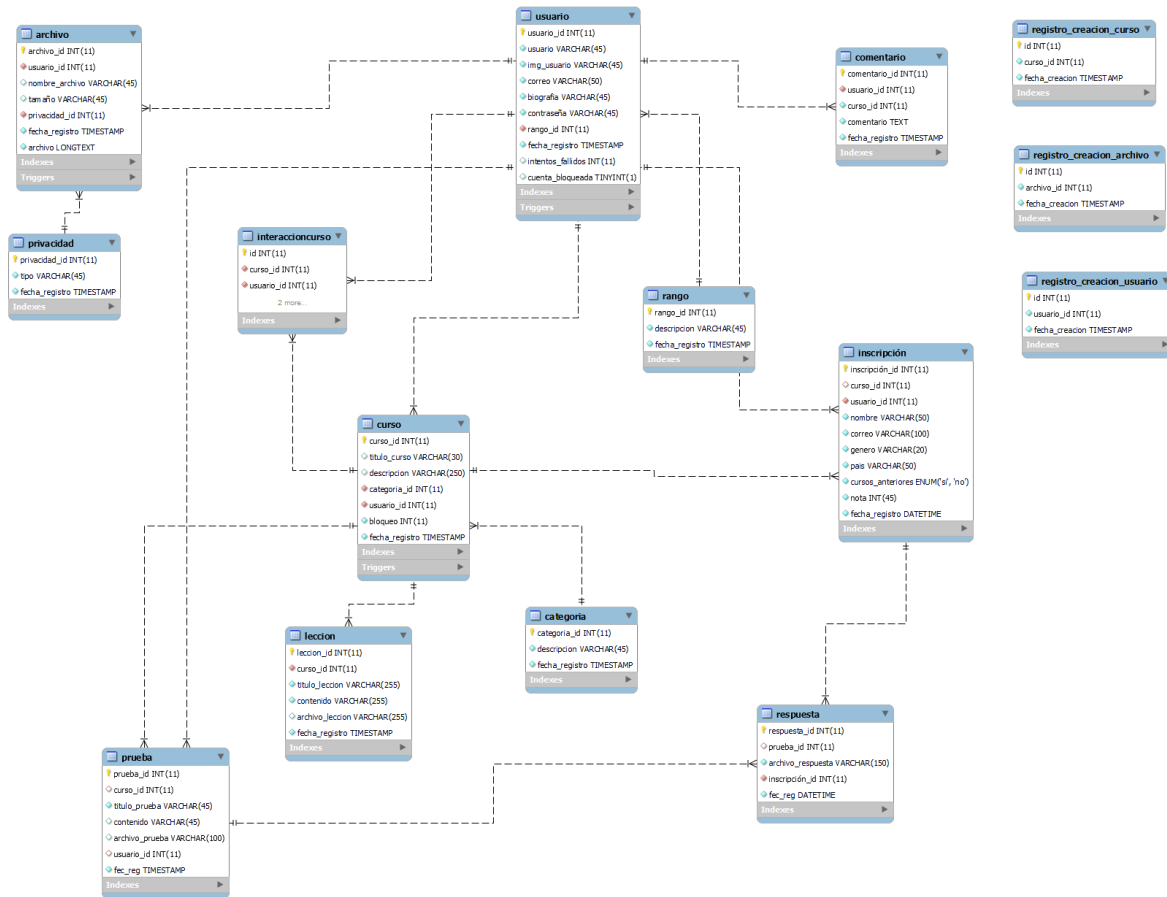 archivo
archivo_id INT(11)
usuario_id INT(11)
nombre_archivo VARCHAR(45)
tamaño VARCHAR(45)
privacidad_id INT(11)
fecha_registro TIMESTAMP
archivo LONGTEXT
Indexes
Triggers
privacidad
privacidad_id INT(11)
tipo VARCHAR(45)
fecha_registro TIMESTAMP
Indexes
usuario
usuario_id INT(11)
usuario VARCHAR(45)
img_usuario VARCHAR(45)
correo VARCHAR(50)
biografia VARCHAR(45)
contraseña VARCHAR(45)
rango_id INT(11)
fecha_registro TIMESTAMP
intentos_fallidos INT(11)
cuenta_bloqueada TINYINT(1)
Indexes
Triggers
comentario
comentario_id INT(11)
usuario_id INT(11)
curso_id INT(11)
comentario TEXT
fecha_registro TIMESTAMP
Indexes
registro_creacion_curso
id INT(11)
curso_id INT(11)
fecha_creacion TIMESTAMP
Indexes
registro_creacion_archivo
id INT(11)
archivo_id INT(11)
fecha_creacion TIMESTAMP
Indexes
registro_creacion_usuario
id INT(11)
usuario_id INT(11)
fecha_creacion TIMESTAMP
Indexes
interaccioncurso
id INT(11)
curso_id INT(11)
usuario_id INT(11)
2 more...
Indexes
rango
rango_id INT(11)
descripcion VARCHAR(45)
fecha_registro TIMESTAMP
Indexes
inscripción
inscripción_id INT(11)
curso_id INT(11)
usuario_id INT(11)
nombre VARCHAR(50)
correo VARCHAR(100)
genero VARCHAR(20)
pais VARCHAR(50)
cursos_anteriores ENUM('si', 'no')
nota INT(45)
fecha_registro DATETIME
Indexes
curso
curso_id INT(11)
titulo_curso VARCHAR(30)
descripcion VARCHAR(250)
categoria_id INT(11)
usuario_id INT(11)
bloqueo INT(11)
fecha_registro TIMESTAMP
Indexes
Triggers
leccion
leccion_id INT(11)
curso_id INT(11)
titulo_leccion VARCHAR(255)
contenido VARCHAR(255)
archivo_leccion VARCHAR(255)
fecha_registro TIMESTAMP
Indexes
categoria
categoria_id INT(11)
descripcion VARCHAR(45)
fecha_registro TIMESTAMP
Indexes
respuesta
respuesta_id INT(11)
prueba_id INT(11)
archivo_respuesta VARCHAR(150)
inscripción_id INT(11)
fec_reg DATETIME
Indexes
prueba
prueba_id INT(11)
curso_id INT(11)
titulo_prueba VARCHAR(45)
contenido VARCHAR(45)
archivo_prueba VARCHAR(100)
usuario_id INT(11)
fec_reg TIMESTAMP
Indexes